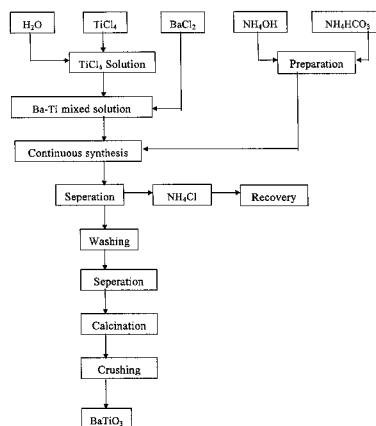 H₂O
TiCl₄
BaCl₂
NH₄OH
NH₄HCO₃
TiCl₄ Solution
Preparation
Ba-Ti mixed solution
Continuous synthesis
Seperation
NH₄Cl
Recovery
Washing
Seperation
Calcination
Crushing
BaTiO₃